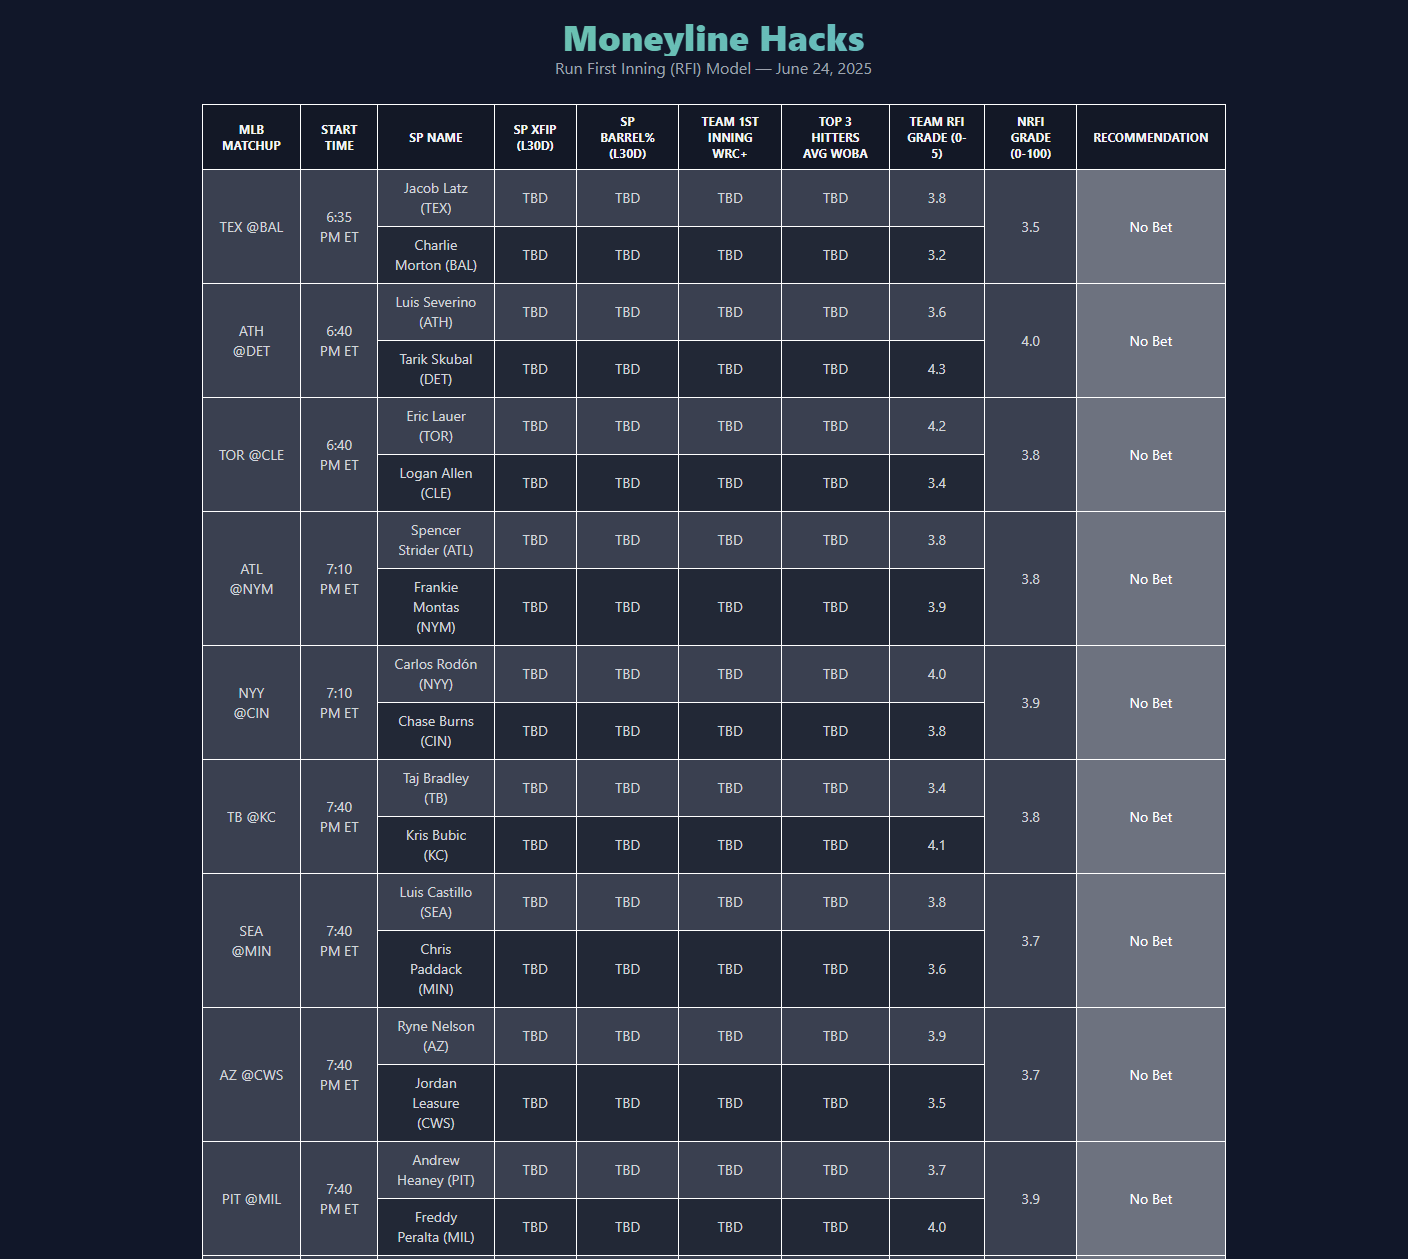 Moneyline Hacks
Run First Inning (RFI) Model — June 24, 2025
MLB MATCHUP START TIME SP NAME SP XFIP (L30D) SP BARREL% (L30D) TEAM 1ST INNING WRC+ TOP 3 HITTERS AVG WOBA TEAM RFI GRADE (0-5) NRFI GRADE (0-100) RECOMMENDATION
TEX @BAL 6:35 PM ET Jacob Latz (TEX) TBD TBD TBD TBD 3.8 3.5 No Bet
Charlie Morton (BAL) TBD TBD TBD TBD 3.2
ATH @DET 6:40 PM ET Luis Severino (ATH) TBD TBD TBD TBD 3.6 4.0 No Bet
Tarik Skubal (DET) TBD TBD TBD TBD 4.3
TOR @CLE 6:40 PM ET Eric Lauer (TOR) TBD TBD TBD TBD 4.2 3.8 No Bet
Logan Allen (CLE) TBD TBD TBD TBD 3.4
ATL @NYM 7:10 PM ET Spencer Strider (ATL) TBD TBD TBD TBD 3.8 3.8 No Bet
Frankie Montas (NYM) TBD TBD TBD TBD 3.9
NYY @CIN 7:10 PM ET Carlos Rodón (NYY) TBD TBD TBD TBD 4.0 3.9 No Bet
Chase Burns (CIN) TBD TBD TBD TBD 3.8
TB @KC 7:40 PM ET Taj Bradley (TB) TBD TBD TBD TBD 3.4 3.8 No Bet
Kris Bubic (KC) TBD TBD TBD TBD 4.1
SEA @MIN 7:40 PM ET Luis Castillo (SEA) TBD TBD TBD TBD 3.8 3.7 No Bet
Chris Paddack (MIN) TBD TBD TBD TBD 3.6
AZ @CWS 7:40 PM ET Ryne Nelson (AZ) TBD TBD TBD TBD 3.9 3.7 No Bet
Jordan Leasure (CWS) TBD TBD TBD TBD 3.5
PIT @MIL 7:40 PM ET Andrew Heaney (PIT) TBD TBD TBD TBD 3.7 3.9 No Bet
Freddy Peralta (MIL) TBD TBD TBD TBD 4.0